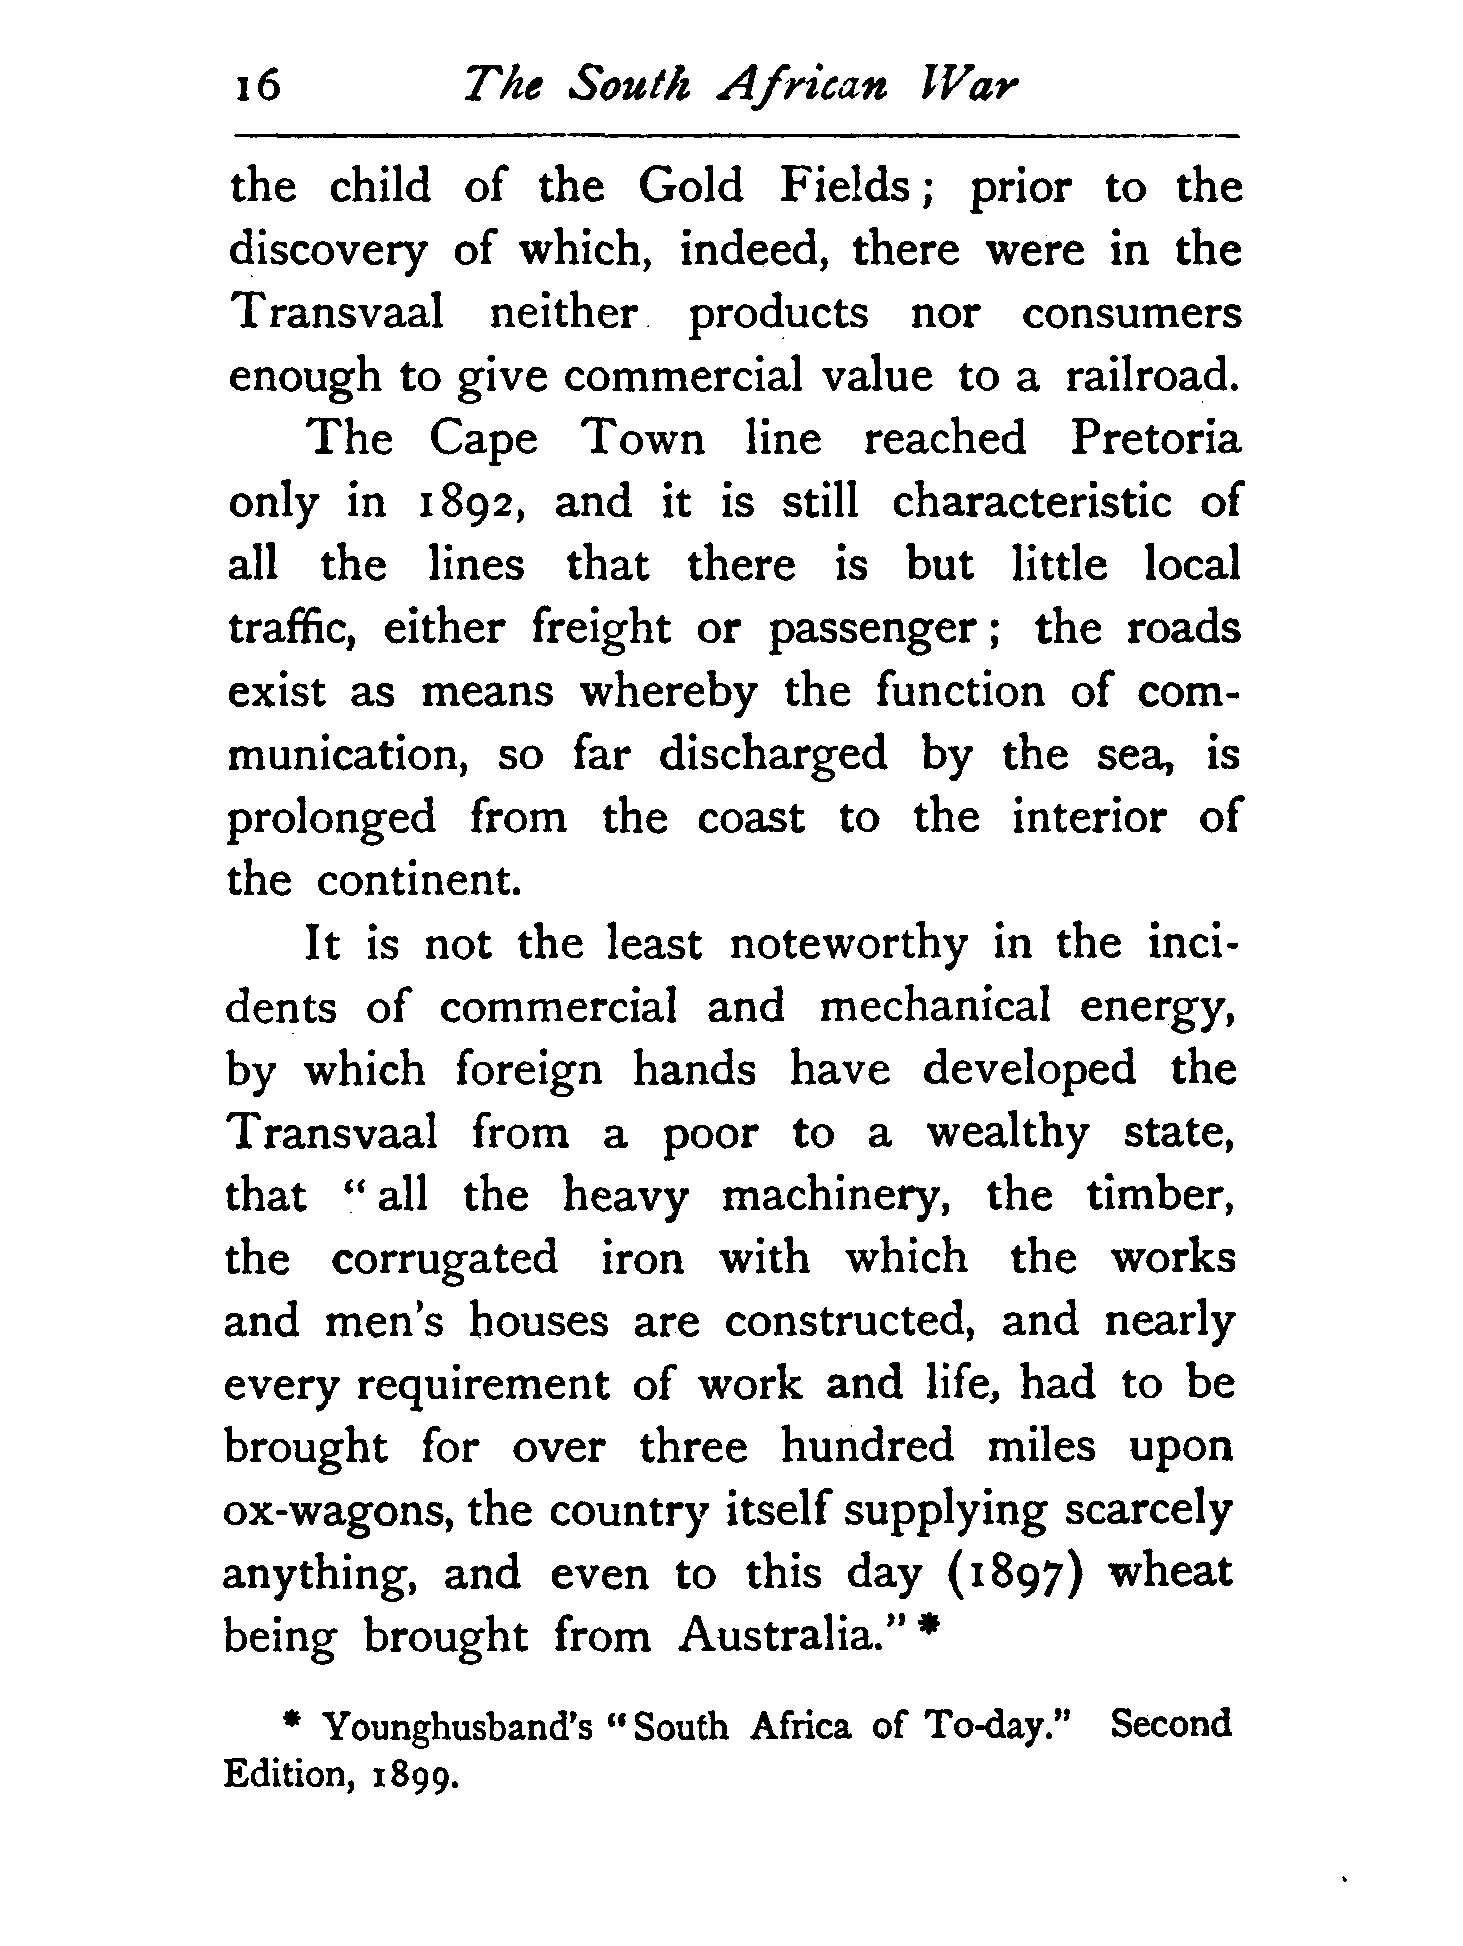 16 The South African War
the child of the Gold Fields; prior to the
discovery of which, indeed, there were in the
Transvaal neither products nor consumers
enough to give commercial value to a railroad.
The Cape Town line reached Pretoria
only in 1892, and it is still characteristic of
all the lines that there is but little local
traffic, either freight or passenger; the roads
exist as means whereby the function of com-
munication, so far discharged by the sea, is
prolonged from the coast to the interior of
the continent.
It is not the least noteworthy in the inci-
dents of commercial and mechanical energy,
by which foreign hands have developed the
Transvaal from a poor to a wealthy state,
that "all the heavy machinery, the timber,
the corrugated iron with which the works
and men's houses are constructed, and nearly
every requirement of work and life, had to be
brought for over three hundred miles upon
ox-wagons, the country itself supplying scarcely
anything, and even to this day (1897) wheat
being brought from Australia."*
* Younghusband's "South Africa of To-day." Second
Edition, 1899.